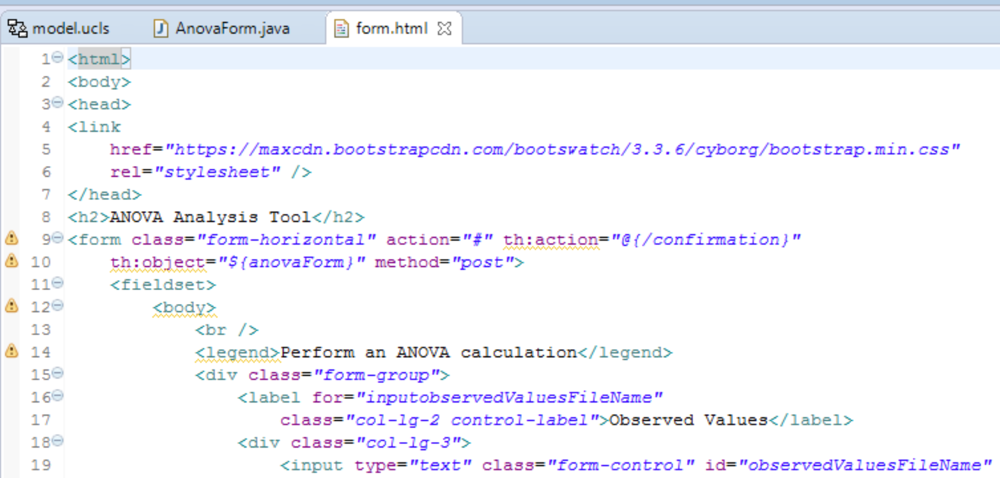 model.ucls AnovaForm.java form.html
1 <html>
2 <body>
3 <head>
4 <link
5 href="https://maxcdn.bootstrapcdn.com/bootswatch/3.3.6/cyborg/bootstrap.min.css"
6 rel="stylesheet" />
7 </head>
8 <h2>ANOVA Analysis Tool</h2>
9 <form class="form-horizontal" action="#" th:action="@{/confirmation}"
10 th:object="${anovaForm}" method="post">
11 <fieldset>
12 <body>
13 <br />
14 <legend>Perform an ANOVA calculation</legend>
15 <div class="form-group">
16 <label for="inputobservedValuesFileName"
17 class="col-lg-2 control-label">Observed Values</label>
18 <div class="col-lg-3">
19 <input type="text" class="form-control" id="observedValuesFileName"